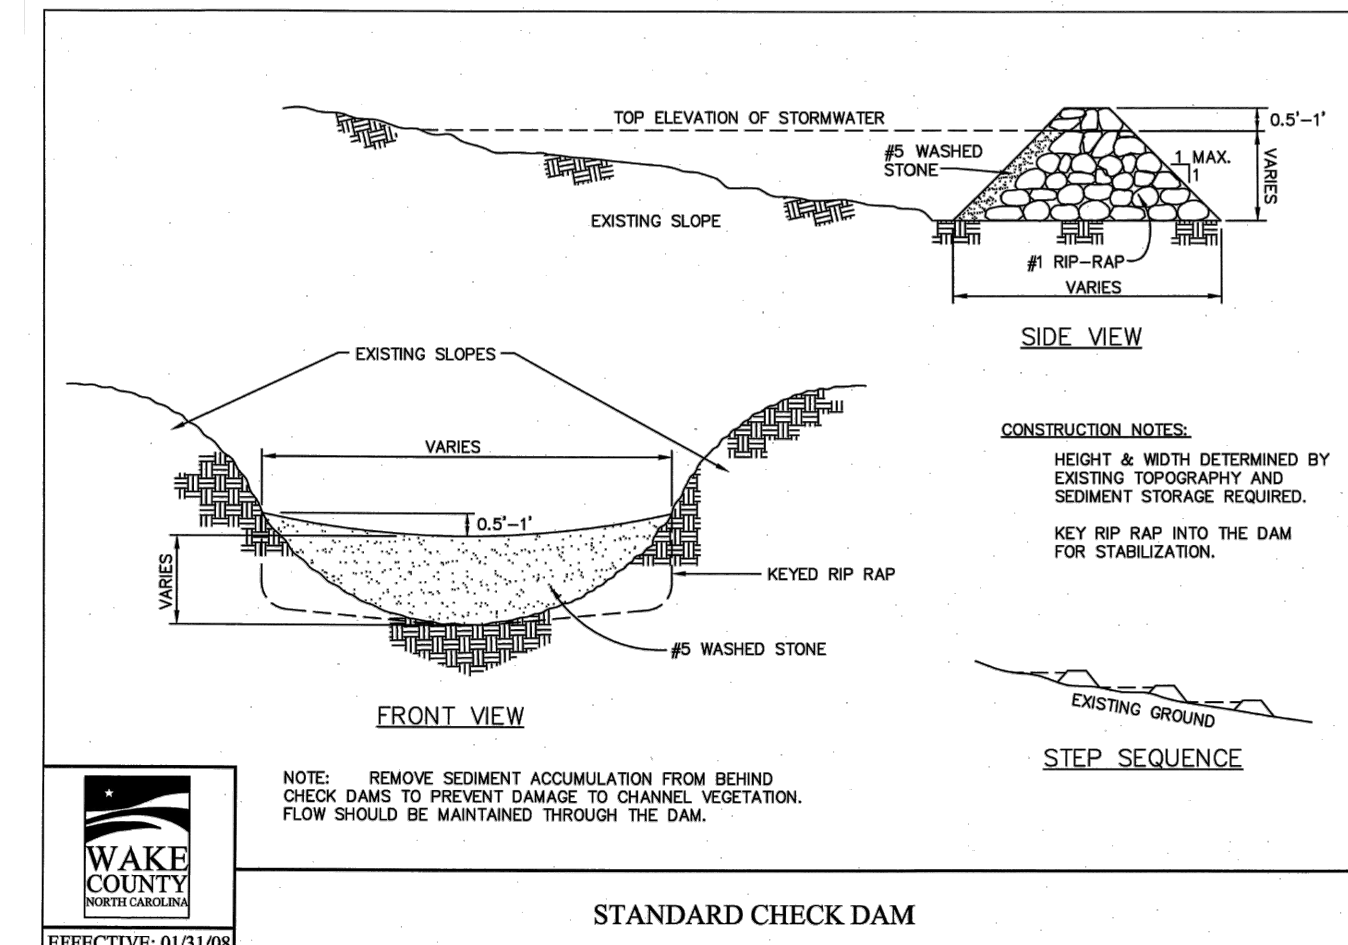 TOP ELEVATION OF STORMWATER
0.5'-1'
#5 WASHED
STONE
1 MAX.
1
VARIES
EXISTING SLOPE
#1 RIP-RAP
VARIES
SIDE VIEW
EXISTING SLOPES
VARIES
0.5'-1'
VARIES
KEYED RIP RAP
#5 WASHED STONE
FRONT VIEW
CONSTRUCTION NOTES:
HEIGHT & WIDTH DETERMINED BY
EXISTING TOPOGRAPHY AND
SEDIMENT STORAGE REQUIRED.
KEY RIP RAP INTO THE DAM
FOR STABILIZATION.
EXISTING GROUND
STEP SEQUENCE
NOTE: REMOVE SEDIMENT ACCUMULATION FROM BEHIND
CHECK DAMS TO PREVENT DAMAGE TO CHANNEL VEGETATION.
FLOW SHOULD BE MAINTAINED THROUGH THE DAM.
WAKE
COUNTY
NORTH CAROLINA
EFFECTIVE: 01/31/08
STANDARD CHECK DAM